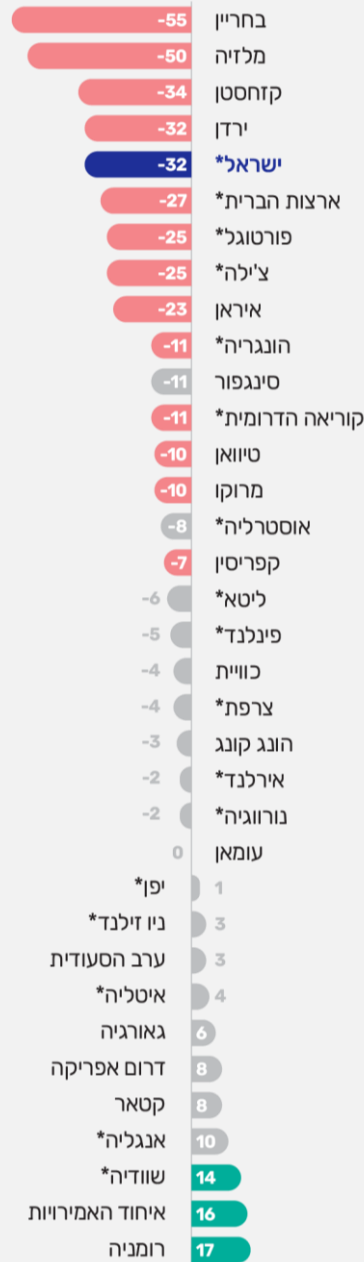 בחריין -55
מלזיה -50
קזחסטן -34
ירדן -32
ישראל* -32
ארצות הברית* -27
פורטוגל* -25
צ'ילה* -25
איראן -23
הונגריה* -11
סינגפור -11
קוריאה הדרומית* -11
טיוואן -10
מרוקו -10
אוסטרליה* -8
קפריסין -7
ליטא* -6
פינלנד* -5
כוויית -4
צרפת* -4
הונג קונג -3
אירלנד* -2
נורווגיה* -2
עומאן 0
יפן* 1
ניו זילנד* 3
ערב הסעודית 3
איטליה* 4
גאורגיה 6
דרום אפריקה 8
קטאר 8
אנגליה* 10
שוודיה* 14
איחוד האמירויות 16
רומניה 17